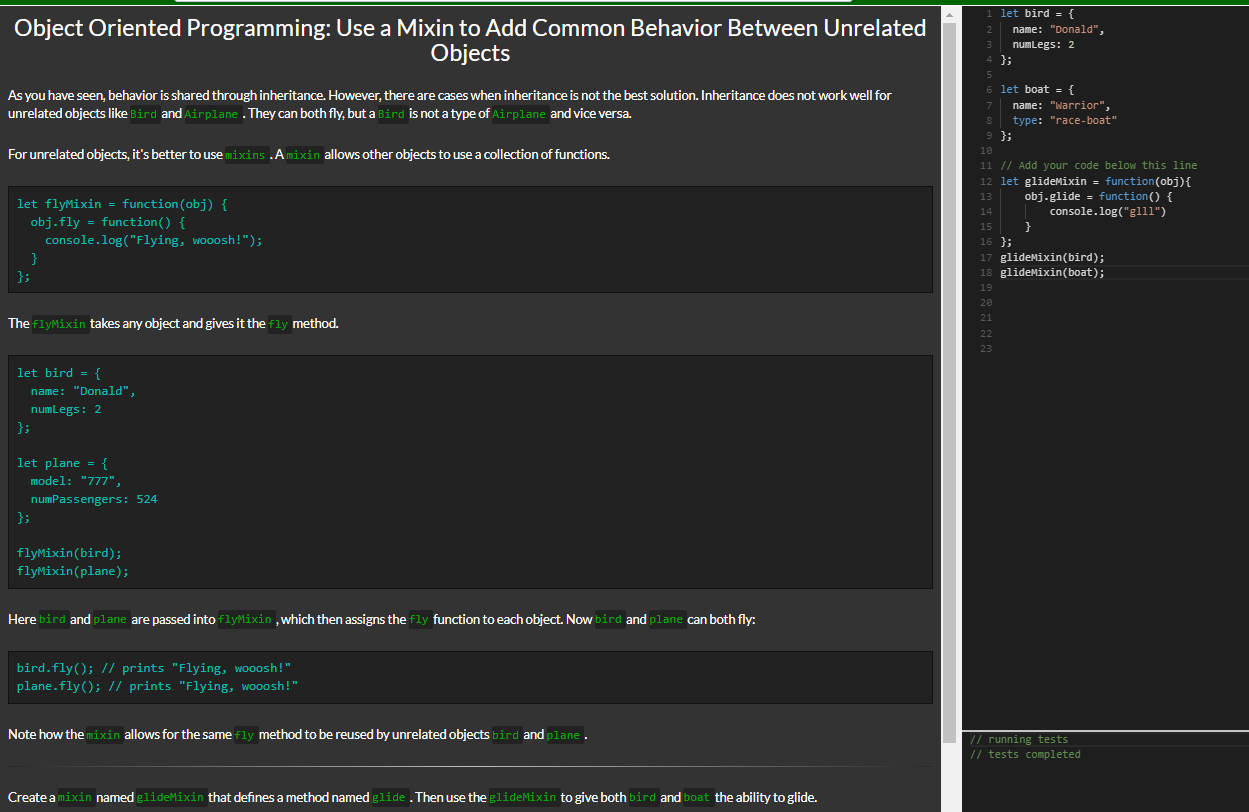 Object Oriented Programming: Use a Mixin to Add Common Behavior Between Unrelated
Objects
As you have seen, behavior is shared through inheritance. However, there are cases when inheritance is not the best solution. Inheritance does not work well for
unrelated objects like Bird and Airplane . They can both fly, but a Bird is not a type of Airplane and vice versa.
For unrelated objects, it's better to use mixins . A mixin allows other objects to use a collection of functions.
let flyMixin = function(obj) {
  obj.fly = function() {
    console.log("Flying, wooosh!");
  }
};
The flyMixin takes any object and gives it the fly method.
let bird = {
  name: "Donald",
  numLegs: 2
};
let plane = {
  model: "777",
  numPassengers: 524
};
flyMixin(bird);
flyMixin(plane);
Here bird and plane are passed into flyMixin , which then assigns the fly function to each object. Now bird and plane can both fly:
bird.fly(); // prints "Flying, wooosh!"
plane.fly(); // prints "Flying, wooosh!"
Note how the mixin allows for the same fly method to be reused by unrelated objects bird and plane .
Create a mixin named glideMixin that defines a method named glide . Then use the glideMixin to give both bird and boat the ability to glide.
1 let bird = {
2   name: "Donald",
3   numLegs: 2
4 };
5
6 let boat = {
7   name: "Warrior",
8   type: "race-boat"
9 };
10
11 // Add your code below this line
12 let glideMixin = function(obj){
13     obj.glide = function() {
14         console.log("glll")
15     }
16 };
17 glideMixin(bird);
18 glideMixin(boat);
19
20
21
22
23
// running tests
// tests completed